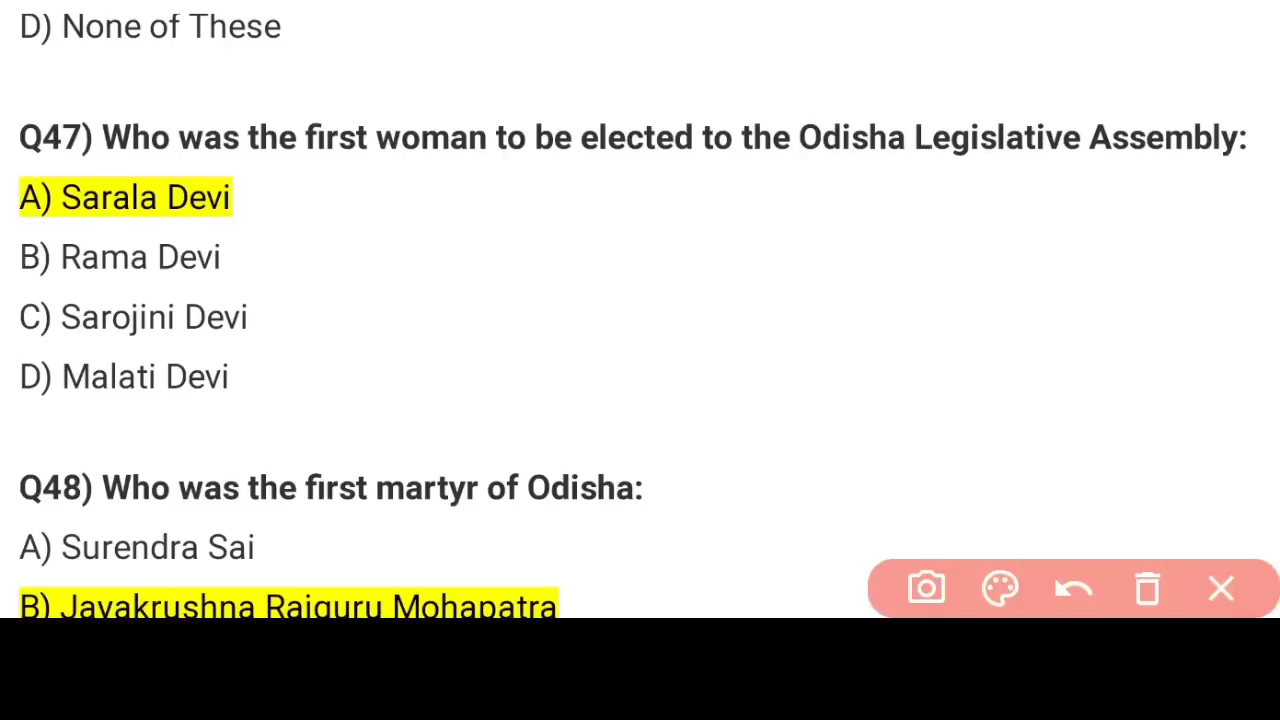 D) None of These
Q47) Who was the first woman to be elected to the Odisha Legislative Assembly:
A) Sarala Devi
B) Rama Devi
C) Sarojini Devi
D) Malati Devi
Q48) Who was the first martyr of Odisha:
A) Surendra Sai
B) Jayakrushna Rajguru Mohapatra